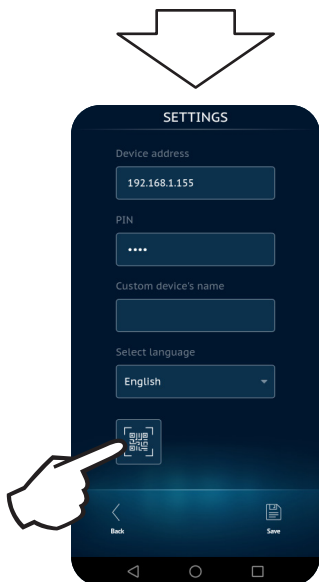 SETTINGS
Device address
192.168.1.155
PIN
••••
Custom device's name
Select language
English
Back
Save